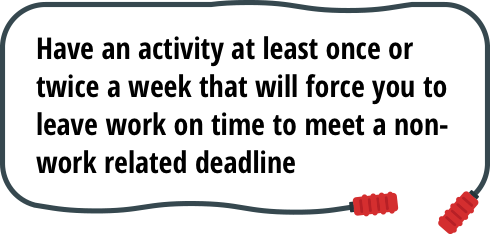 Have an activity at least once or
twice a week that will force you to
leave work on time to meet a non-
work related deadline